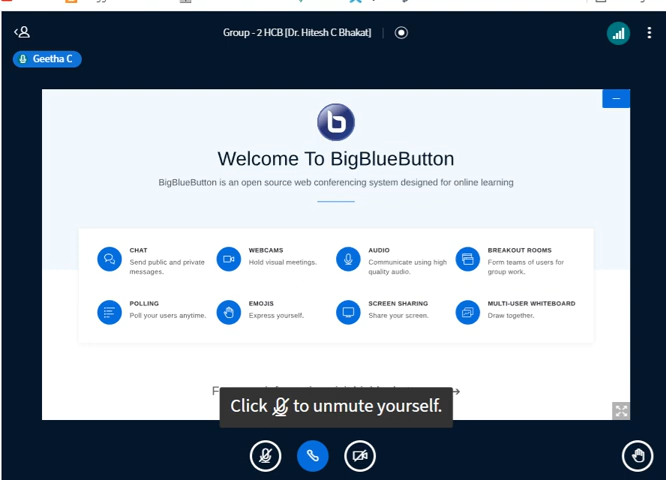 Group - 2 HCB [Dr. Hitesh C Bhakat]
Geetha C
Welcome To BigBlueButton
BigBlueButton is an open source web conferencing system designed for online learning
CHAT
Send public and private
messages.
WEBCAMS
Hold visual meetings.
AUDIO
Communicate using high
quality audio.
BREAKOUT ROOMS
Form teams of users for
group work.
POLLING
Poll your users anytime.
EMOJIS
Express yourself.
SCREEN SHARING
Share your screen.
MULTI-USER WHITEBOARD
Draw together.
Click to unmute yourself.